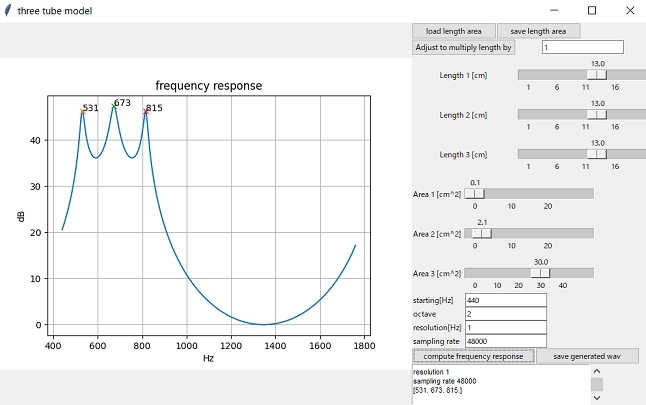 three tube model
load length area save length area
Adjust to multiply length by 1
frequency response
531 673 815
40
30
20
10
0
dB
400 600 800 1000 1200 1400 1600 1800
Hz
13.0
Length 1 [cm]
1 6 11 16
13.0
Length 2 [cm]
1 6 11 16
13.0
Length 3 [cm]
1 6 11 16
0.1
Area 1 [cm^2]
0 10 20
2.1
Area 2 [cm^2]
0 10 20
30.0
Area 3 [cm^2]
0 10 20 30 40
starting[Hz] 440
octave 2
resolution[Hz] 1
sampling rate 48000
compute frequency response save generated wav
resolution 1
sampling rate 48000
[531. 673. 815.]